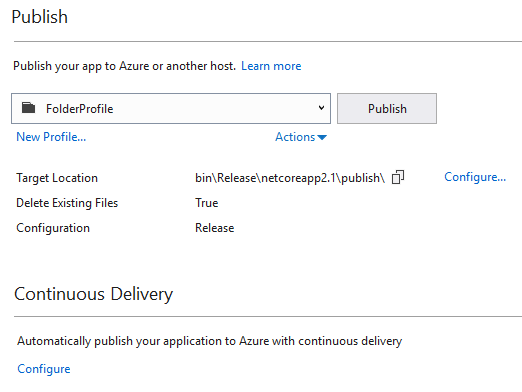 Publish
Publish your app to Azure or another host. Learn more
FolderProfile Publish
New Profile... Actions
Target Location bin\Release\netcoreapp2.1\publish\ Configure...
Delete Existing Files True
Configuration Release
Continuous Delivery
Automatically publish your application to Azure with continuous delivery
Configure